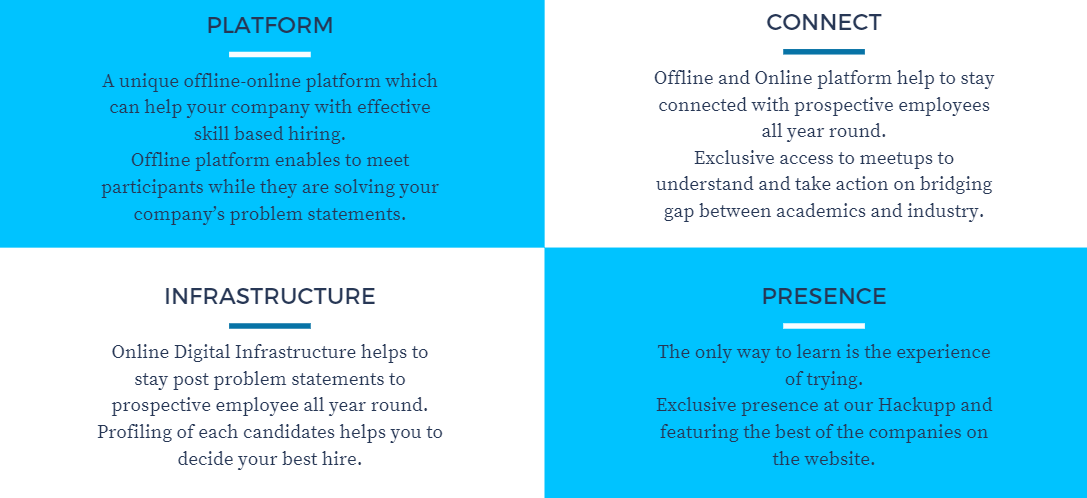 PLATFORM
A unique offline-online platform which
can help your company with effective
skill based hiring.
Offline platform enables to meet
participants while they are solving your
company's problem statements.
CONNECT
Offline and Online platform help to stay
connected with prospective employees
all year round.
Exclusive access to meetups to
understand and take action on bridging
gap between academics and industry.
INFRASTRUCTURE
Online Digital Infrastructure helps to
stay post problem statements to
prospective employee all year round.
Profiling of each candidates helps you to
decide your best hire.
PRESENCE
The only way to learn is the experience
of trying.
Exclusive presence at our Hackupp and
featuring the best of the companies on
the website.